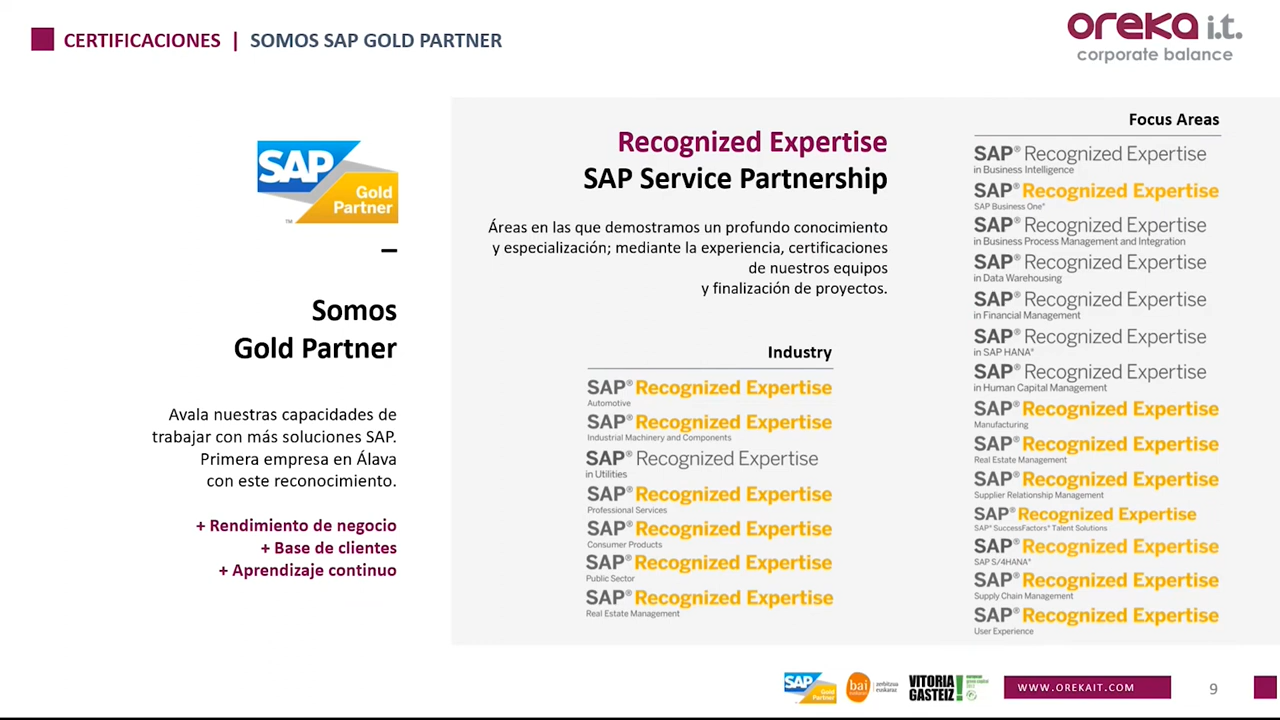 CERTIFICACIONES | SOMOS SAP GOLD PARTNER
oreka i.t.
corporate balance
SAP
Gold
Partner
™
Somos
Gold Partner
Avala nuestras capacidades de
trabajar con más soluciones SAP.
Primera empresa en Álava
con este reconocimiento.
+ Rendimiento de negocio
+ Base de clientes
+ Aprendizaje continuo
Recognized Expertise
SAP Service Partnership
Áreas en las que demostramos un profundo conocimiento
y especialización; mediante la experiencia, certificaciones
de nuestros equipos
y finalización de proyectos.
Industry
SAP® Recognized Expertise
Automotive
SAP® Recognized Expertise
Industrial Machinery and Components
SAP® Recognized Expertise
in Utilities
SAP® Recognized Expertise
Professional Services
SAP® Recognized Expertise
Consumer Products
SAP® Recognized Expertise
Public Sector
SAP® Recognized Expertise
Real Estate Management
Focus Areas
SAP® Recognized Expertise
in Business Intelligence
SAP® Recognized Expertise
SAP Business One®
SAP® Recognized Expertise
in Business Process Management and Integration
SAP® Recognized Expertise
in Data Warehousing
SAP® Recognized Expertise
in Financial Management
SAP® Recognized Expertise
in SAP HANA®
SAP® Recognized Expertise
in Human Capital Management
SAP® Recognized Expertise
Manufacturing
SAP® Recognized Expertise
Real Estate Management
SAP® Recognized Expertise
Supplier Relationship Management
SAP® Recognized Expertise
SAP® SuccessFactors® Talent Solutions
SAP® Recognized Expertise
SAP S/4HANA®
SAP® Recognized Expertise
Supply Chain Management
SAP® Recognized Expertise
User Experience
SAP
Gold
Partner
bai
VITORIA
GASTEIZ
WWW.OREKAIT.COM
9